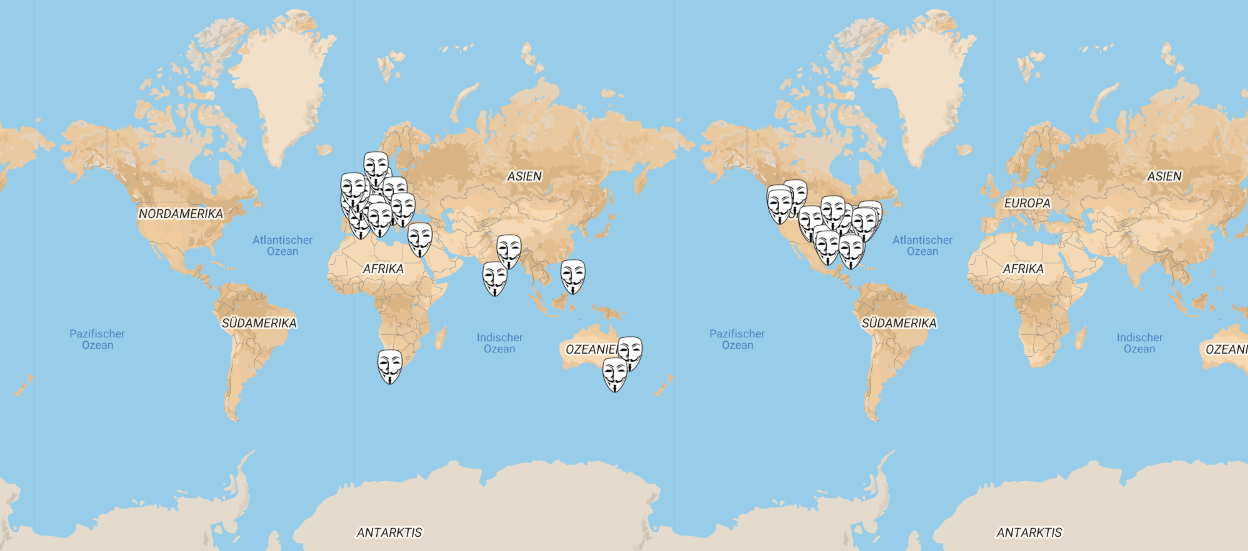 ASIEN
ASIEN
EUROPA
NORDAMERIKA
Atlantischer
Ozean
Atlantischer
Ozean
AFRIKA
AFRIKA
SÜDAMERIKA
SÜDAMERIKA
Pazifischer
Ozean
Indischer
Ozean
Pazifischer
Ozean
Indischer
Ozean
OZEANIE
OZEANI
ANTARKTIS
ANTARKTIS